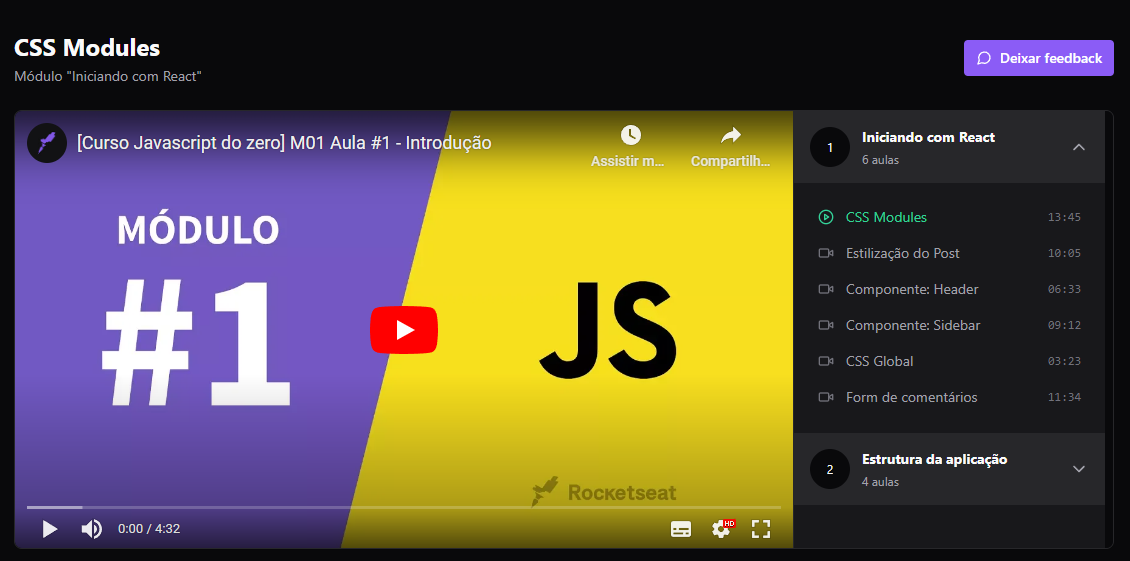 CSS Modules
Módulo "Iniciando com React"
Deixar feedback
[Curso Javascript do zero] M01 Aula #1 - Introdução
Assistir m...
Compartilh...
MÓDULO
#1
JS
Rocketseat
0:00 / 4:32
HD
1
Iniciando com React
6 aulas
CSS Modules 13:45
Estilização do Post 10:05
Componente: Header 06:33
Componente: Sidebar 09:12
CSS Global 03:23
Form de comentários 11:34
2
Estrutura da aplicação
4 aulas